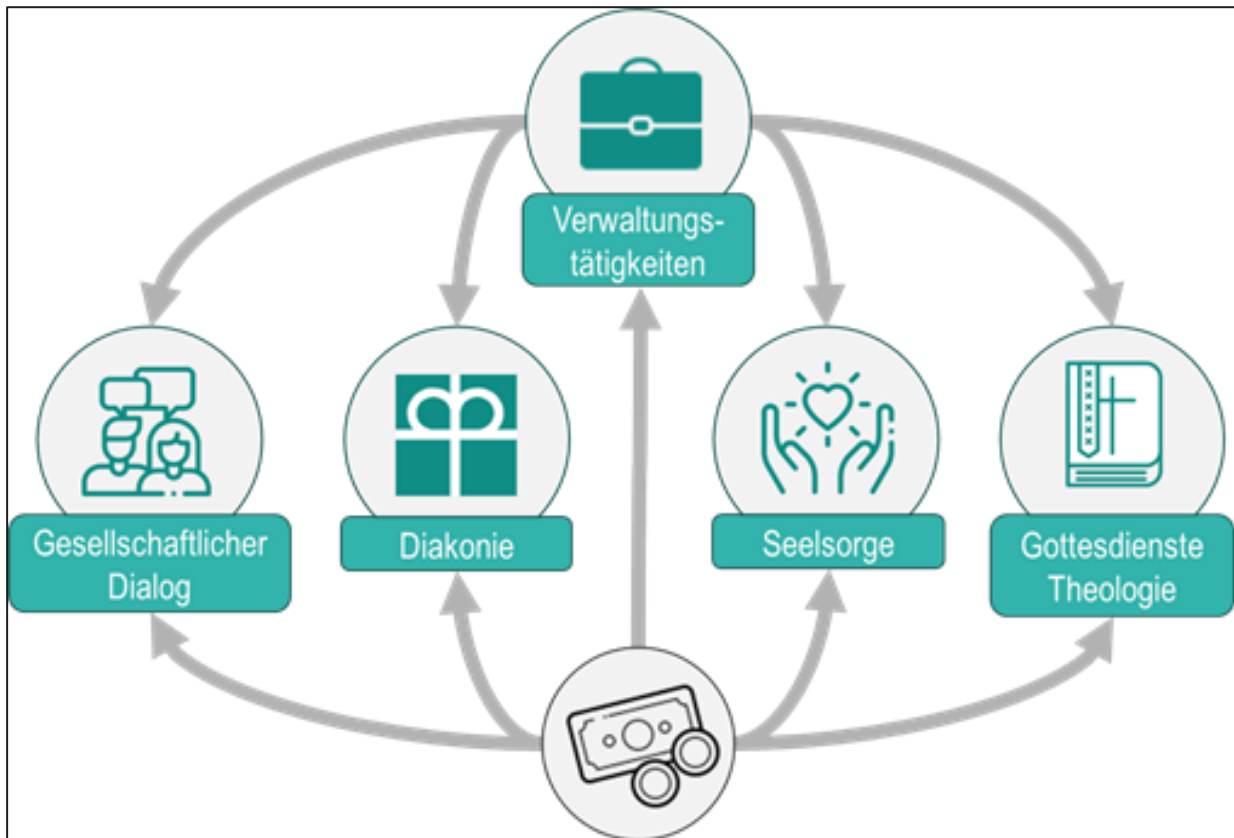 Verwaltungs-
tätigkeiten
Gesellschaftlicher
Dialog
Diakonie
Seelsorge
Gottesdienste
Theologie